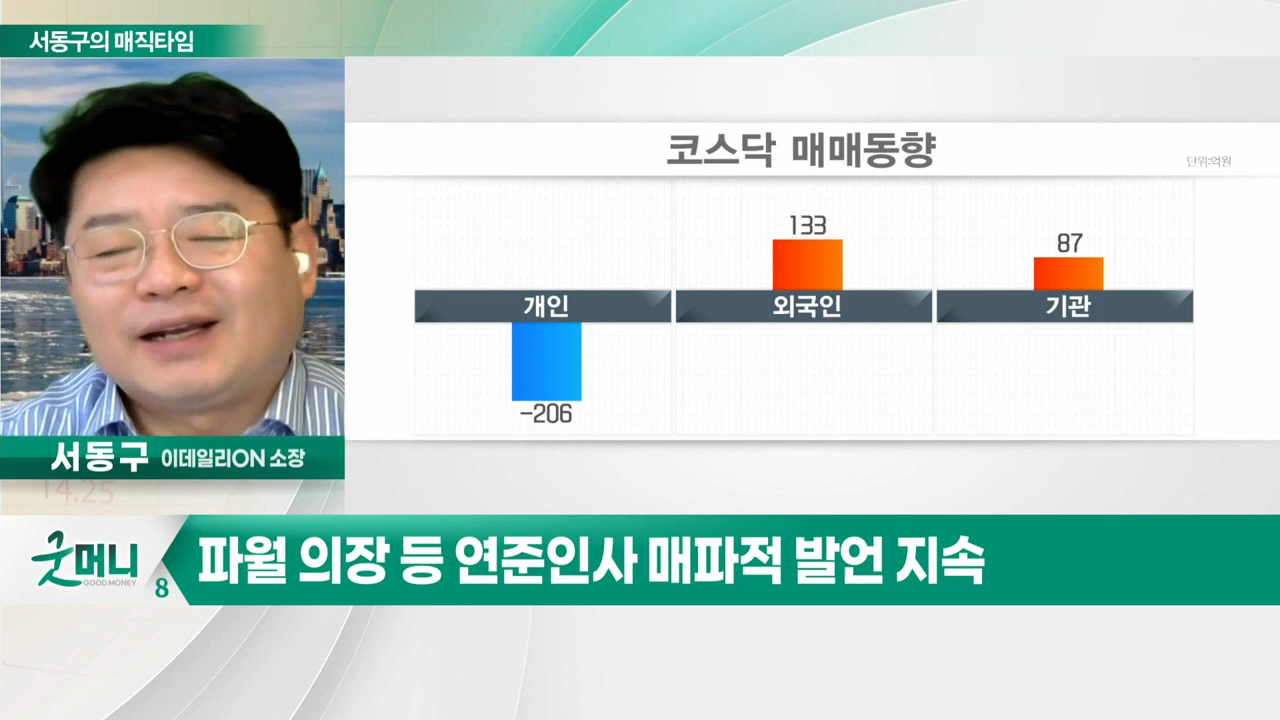 서동구의 매직타임
코스닥 매매동향
단위:억원
133
87
개인
외국인
기관
-206
서동구 이데일리ON 소장
14.25
굿머니
GOOD MONEY
8
파월 의장 등 연준인사 매파적 발언 지속